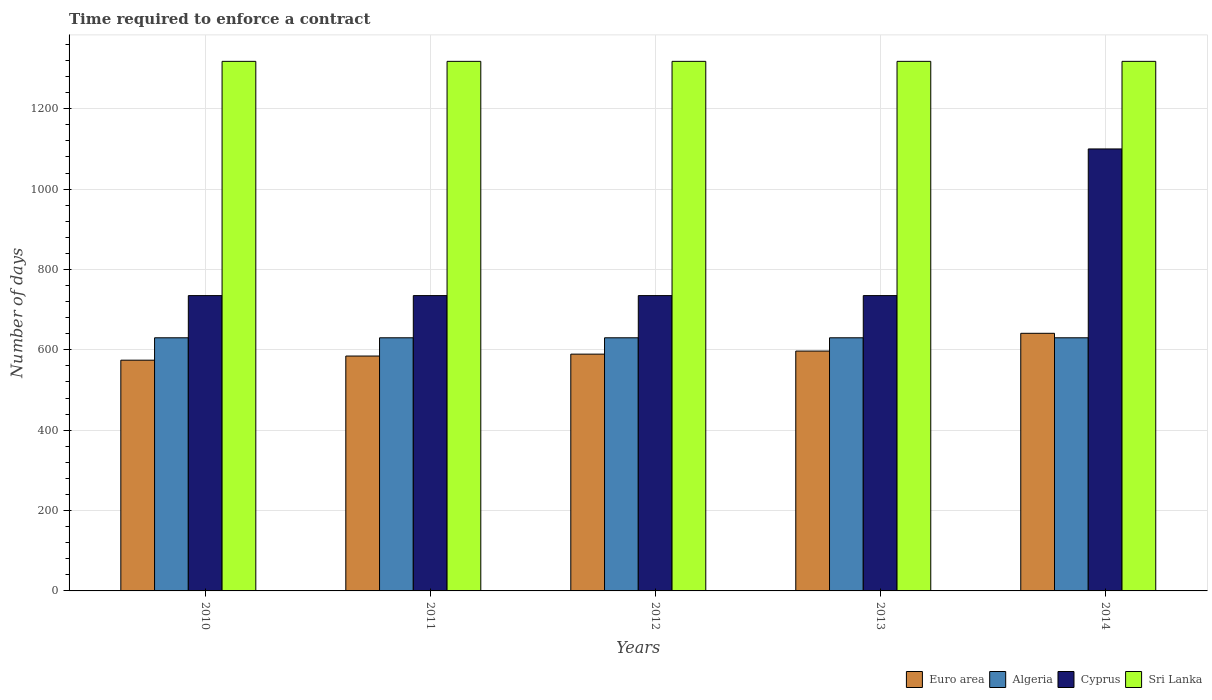 Time required to enforce a contract
Number of days
0
200
400
600
800
1000
1200
2010
2011
2012
2013
2014
Years
Euro area
Algeria
Cyprus
Sri Lanka